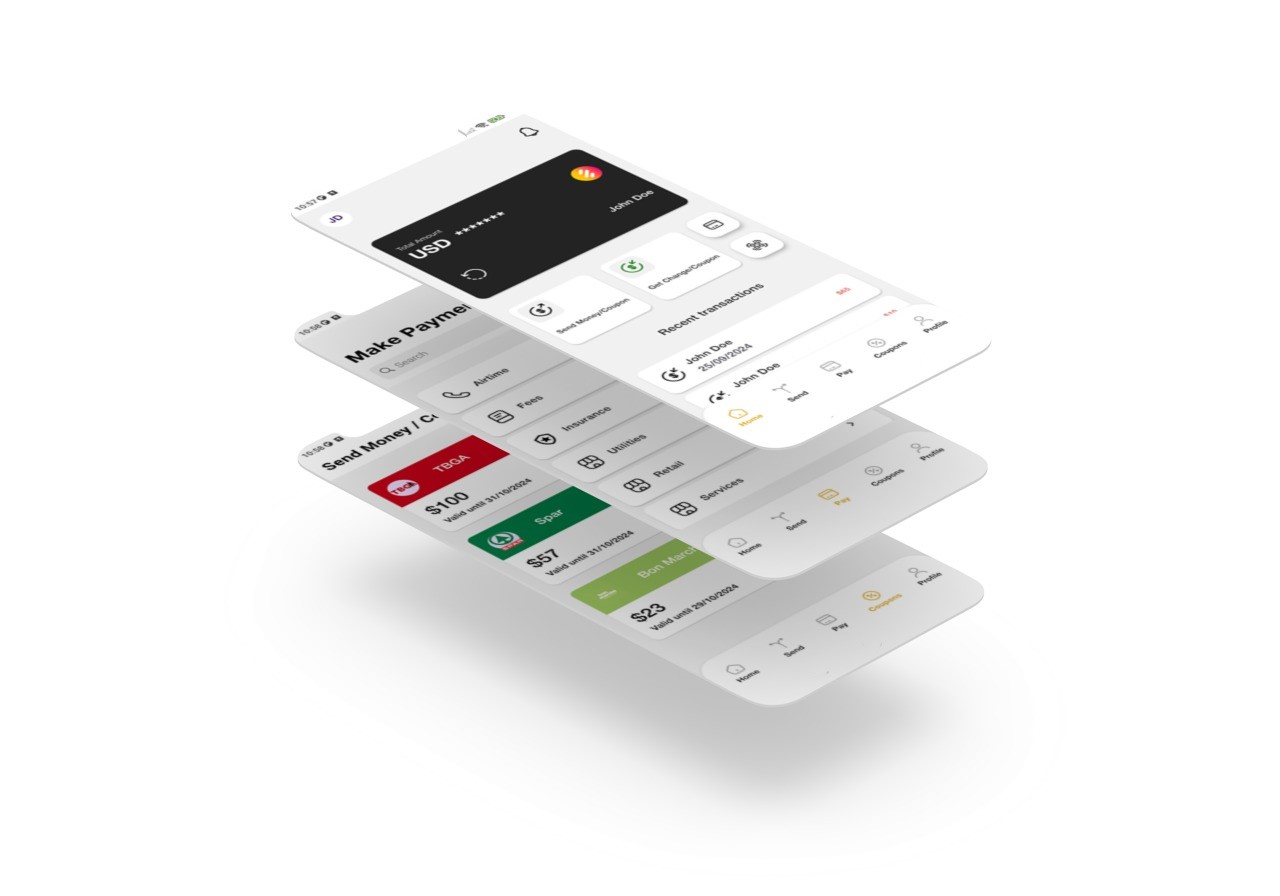 10:57
JD
Total Amount
USD *******
John Doe
Send Money/Coupon
Get Change/Coupon
Recent transactions
John Doe
25/09/2024
$65
John Doe
Home
Send
Pay
Coupons
Profile
10:58
Make Paymen
Search
Airtime
Fees
Insurance
Utilities
Retail
Services
Home
Send
Pay
Coupons
Profile
10:58
Send Money / Co
TBGA
$100
Valid until 31/10/2024
Spar
$57
Valid until 31/10/2024
Bon March
$23
Valid until 29/10/2024
Home
Send
Pay
Coupons
Profile